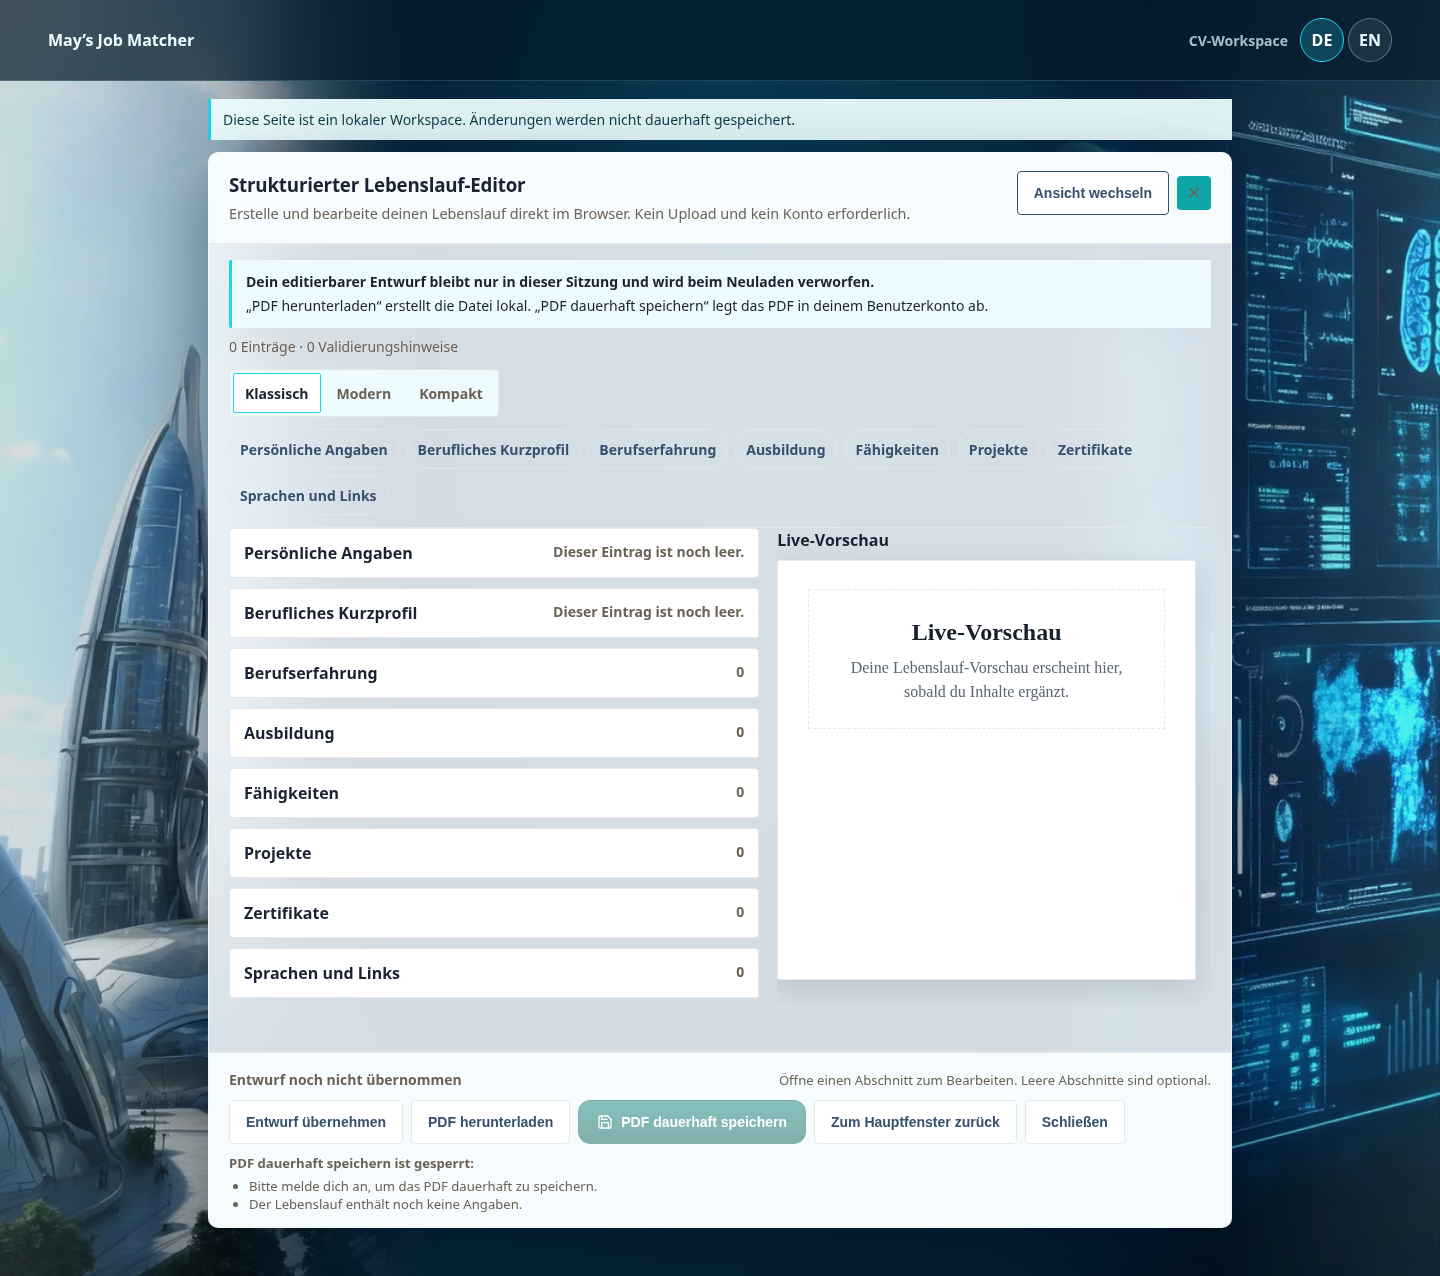 May’s Job Matcher
CV-Workspace DE EN
Diese Seite ist ein lokaler Workspace. Änderungen werden nicht dauerhaft gespeichert.
Strukturierter Lebenslauf-Editor
Erstelle und bearbeite deinen Lebenslauf direkt im Browser. Kein Upload und kein Konto erforderlich.
Ansicht wechseln ×
Dein editierbarer Entwurf bleibt nur in dieser Sitzung und wird beim Neuladen verworfen.
„PDF herunterladen“ erstellt die Datei lokal. „PDF dauerhaft speichern“ legt das PDF in deinem Benutzerkonto ab.
0 Einträge · 0 Validierungshinweise
Klassisch Modern Kompakt
Persönliche Angaben Berufliches Kurzprofil Berufserfahrung Ausbildung Fähigkeiten Projekte Zertifikate
Sprachen und Links
Persönliche Angaben Dieser Eintrag ist noch leer.
Berufliches Kurzprofil Dieser Eintrag ist noch leer.
Berufserfahrung 0
Ausbildung 0
Fähigkeiten 0
Projekte 0
Zertifikate 0
Sprachen und Links 0
Live-Vorschau
Live-Vorschau
Deine Lebenslauf-Vorschau erscheint hier,
sobald du Inhalte ergänzt.
Entwurf noch nicht übernommen
Öffne einen Abschnitt zum Bearbeiten. Leere Abschnitte sind optional.
Entwurf übernehmen PDF herunterladen PDF dauerhaft speichern Zum Hauptfenster zurück Schließen
PDF dauerhaft speichern ist gesperrt:
• Bitte melde dich an, um das PDF dauerhaft zu speichern.
• Der Lebenslauf enthält noch keine Angaben.